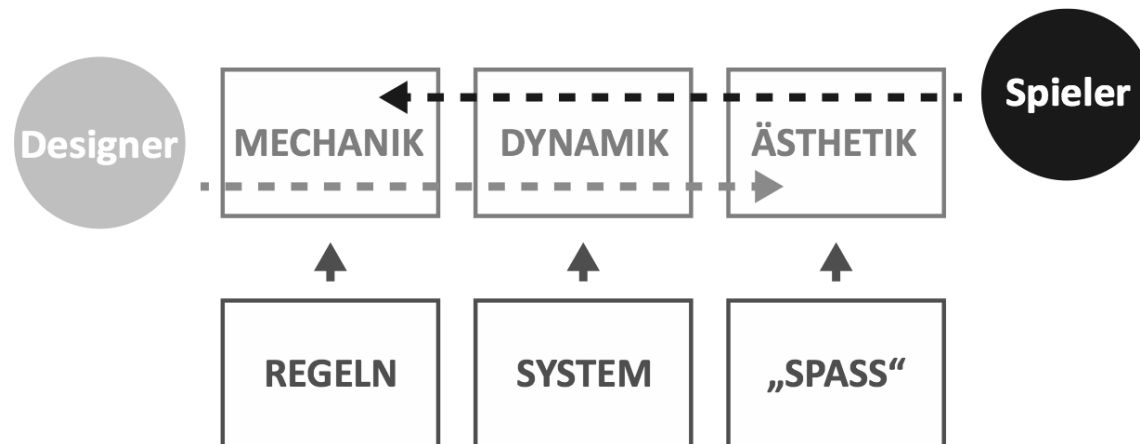 Spieler
Designer
MECHANIK
DYNAMIK
ÄSTHETIK
REGELN
SYSTEM
„SPASS“